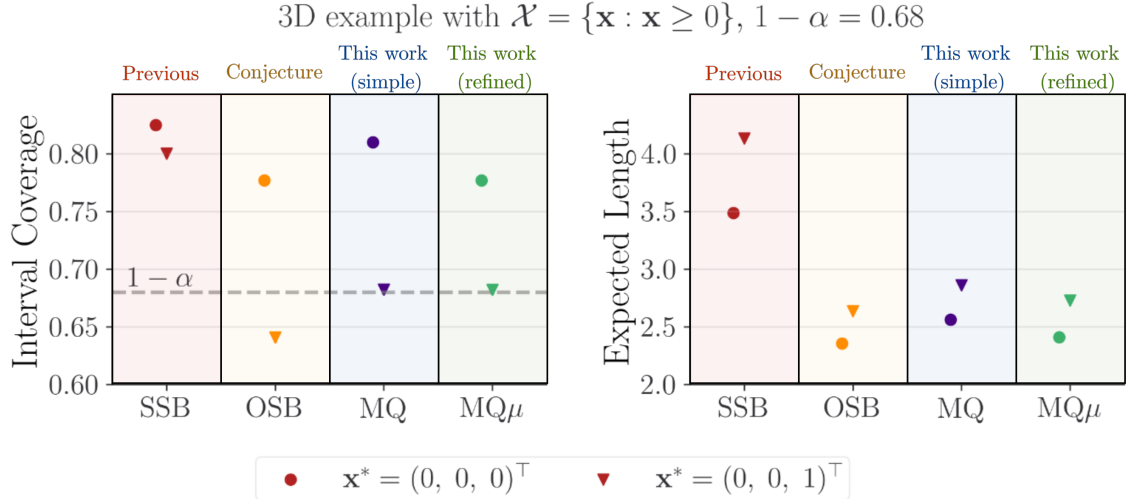 3D example with 𝒳 = {𝐱 : 𝐱 ≥ 0}, 1 − α = 0.68
Previous
Conjecture
This work
(simple)
This work
(refined)
Interval Coverage
0.80
0.75
0.70
0.65
0.60
1 − α
SSB
OSB
MQ
MQμ
Previous
Conjecture
This work
(simple)
This work
(refined)
Expected Length
4.0
3.5
3.0
2.5
2.0
SSB
OSB
MQ
MQμ
𝐱* = (0, 0, 0)⊤
𝐱* = (0, 0, 1)⊤